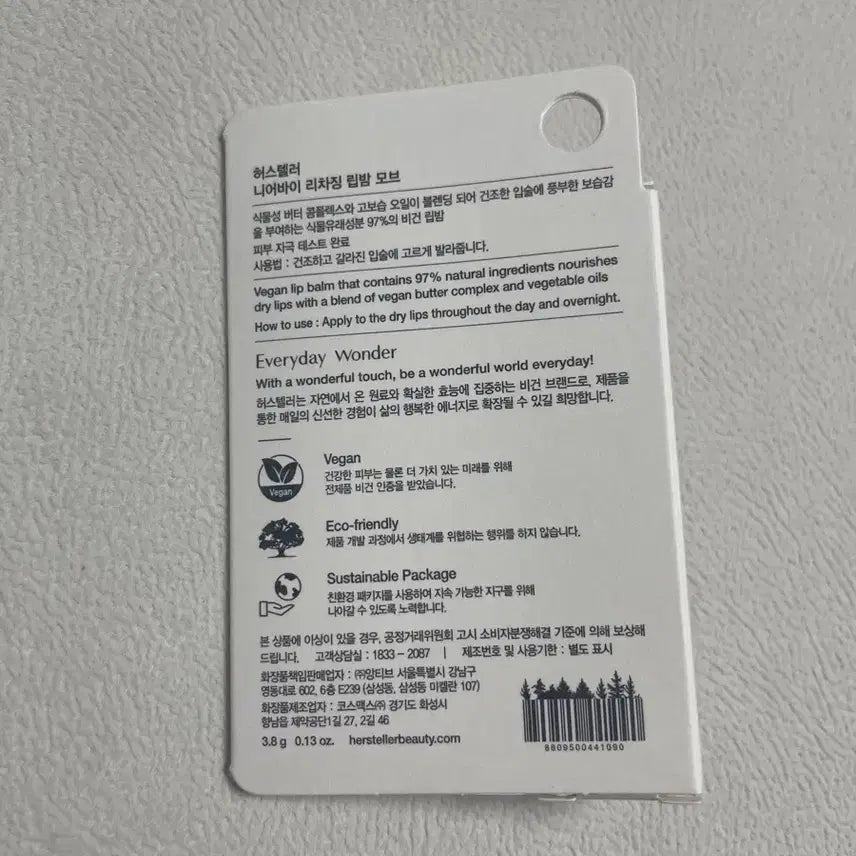 허스텔러
니어바이 리차징 립밤 모브
식물성 버터 콤플렉스와 고보습 오일이 블렌딩 되어 건조한 입술에 풍부한 보습감
을 부여하는 식물유래성분 97%의 비건 립밤
피부 자극 테스트 완료
사용법 : 건조하고 갈라진 입술에 고르게 발라줍니다.
Vegan lip balm that contains 97% natural ingredients nourishes
dry lips with a blend of vegan butter complex and vegetable oils
How to use : Apply to the dry lips throughout the day and overnight.
Everyday Wonder
With a wonderful touch, be a wonderful world everyday!
허스텔러는 자연에서 온 원료와 확실한 효능에 집중하는 비건 브랜드로, 제품을
통한 매일의 신선한 경험이 삶의 행복한 에너지로 확장될 수 있길 희망합니다.
Vegan
Vegan
건강한 피부는 물론 더 가치 있는 미래를 위해
전제품 비건 인증을 받았습니다.
Eco-friendly
제품 개발 과정에서 생태계를 위협하는 행위를 하지 않습니다.
Sustainable Package
친환경 패키지를 사용하여 지속 가능한 지구를 위해
나아갈 수 있도록 노력합니다.
본 상품에 이상이 있을 경우, 공정거래위원회 고시 소비자분쟁해결 기준에 의해 보상해
드립니다. 고객상담실 : 1833 - 2087 | 제조번호 및 사용기한 : 별도 표시
화장품책임판매업자 : ㈜앙티브 서울특별시 강남구
영동대로 602, 6층 E239 (삼성동, 삼성동 미켈란 107)
화장품제조업자 : 코스맥스㈜ 경기도 화성시
향남읍 제약공단1길 27, 2길 46
3.8 g 0.13 oz. herstellerbeauty.com
8809500441090